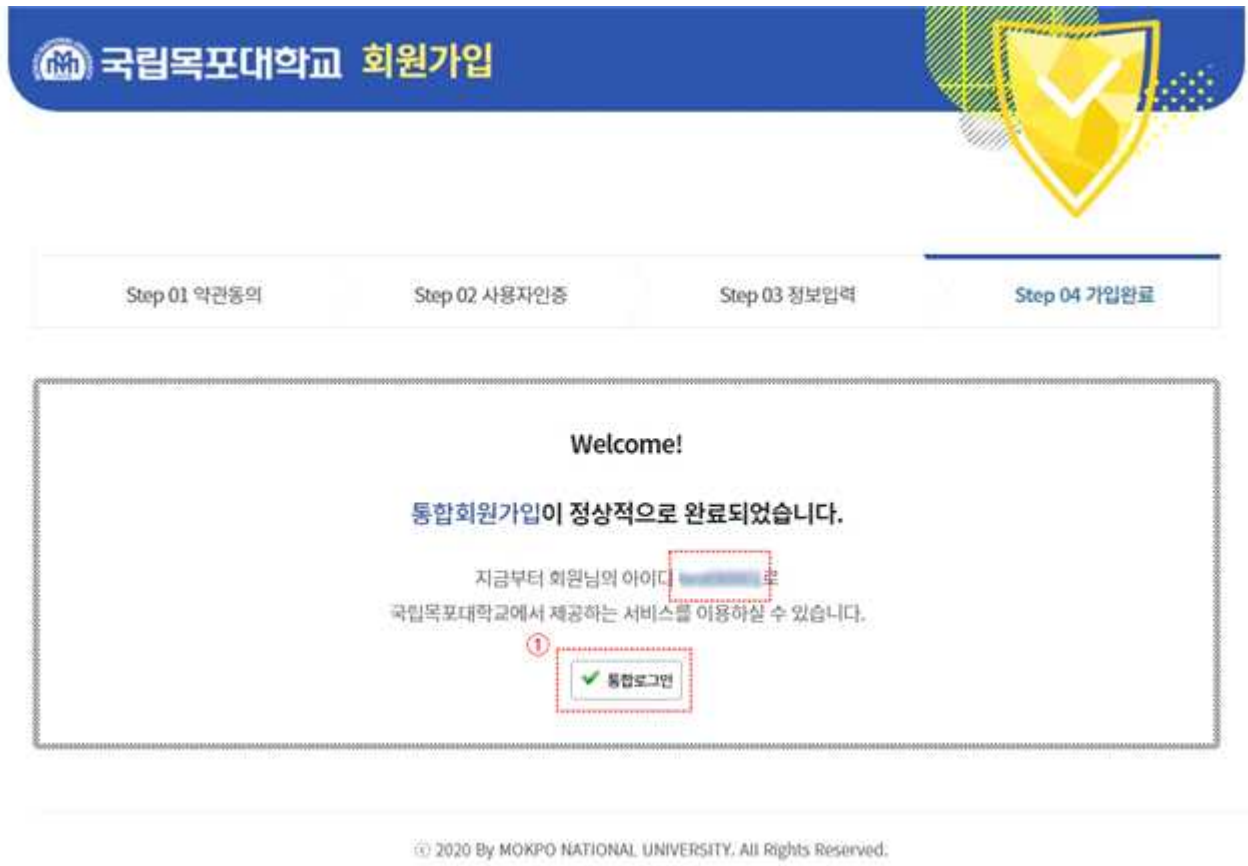 국립목포대학교 회원가입
Step 01 약관동의
Step 02 사용자인증
Step 03 정보입력
Step 04 가입완료
Welcome!
통합회원가입이 정상적으로 완료되었습니다.
지금부터 회원님의 아이디 로
국립목포대학교에서 제공하는 서비스를 이용하실 수 있습니다.
①
통합로그인
ⓒ 2020 By MOKPO NATIONAL UNIVERSITY. All Rights Reserved.